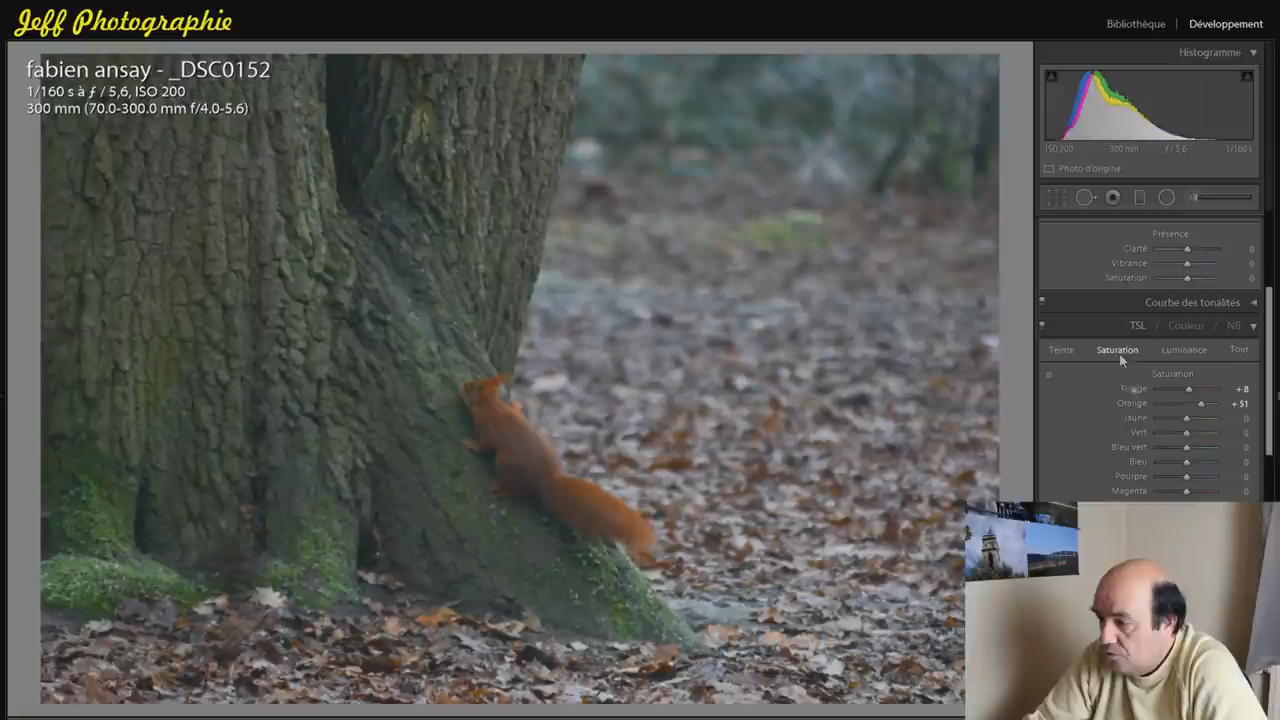 Jeff Photographie
Bibliothèque | Développement
fabien ansay - _DSC0152
1/160 s à ƒ / 5,6, ISO 200
300 mm (70.0-300.0 mm f/4.0-5.6)
Histogramme
ISO 200 300 mm ƒ / 5,6 1/160 s
Photo d'origine
Présence
Clarté 0
Vibrance 0
Saturation 0
Courbe des tonalités
TSL / Couleur / NB
Teinte Saturation Luminance Tout
Saturation
+ 8
Orange + 51
Jaune 0
Vert 0
Bleu vert 0
Bleu 0
Pourpre 0
Magenta 0